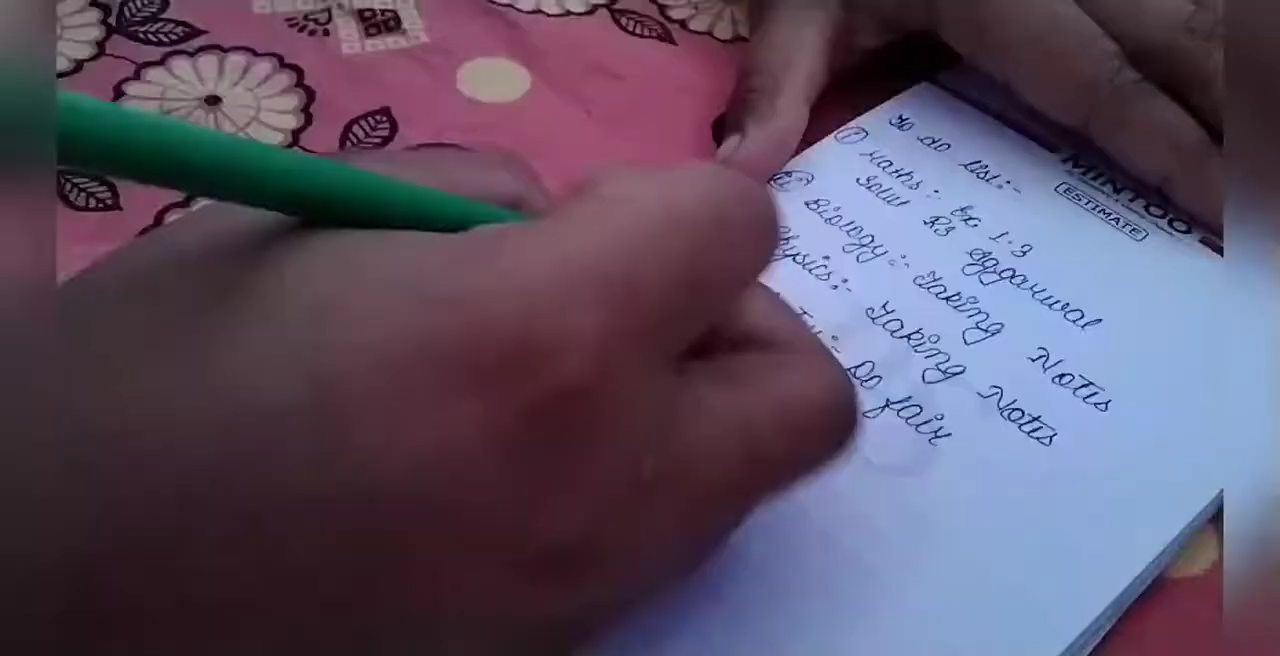 MINTOO
ESTIMATE
To do list:-
① Maths:- Ex 1.3
Solve RS Aggarwal
Biology:- Taking Notes
Physics:- Taking Notes
:- Do fair